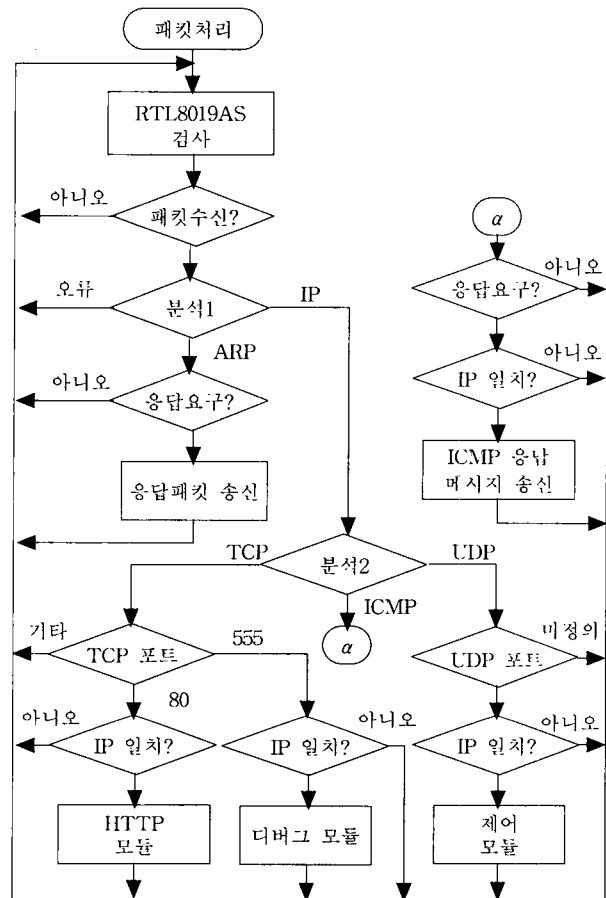 패킷처리
RTL8019AS
검사
아니오
패킷수신?
α
아니오
응답요구?
오류
분석1
IP
ARP
아니오
IP 일치?
아니오
응답요구?
ICMP 응답
메시지 송신
응답패킷 송신
TCP
분석2
UDP
ICMP
α
기타
TCP 포트
555
미정의
UDP 포트
80
아니오
IP 일치?
아니오
IP 일치?
아니오
IP 일치?
HTTP
모듈
디버그 모듈
제어
모듈